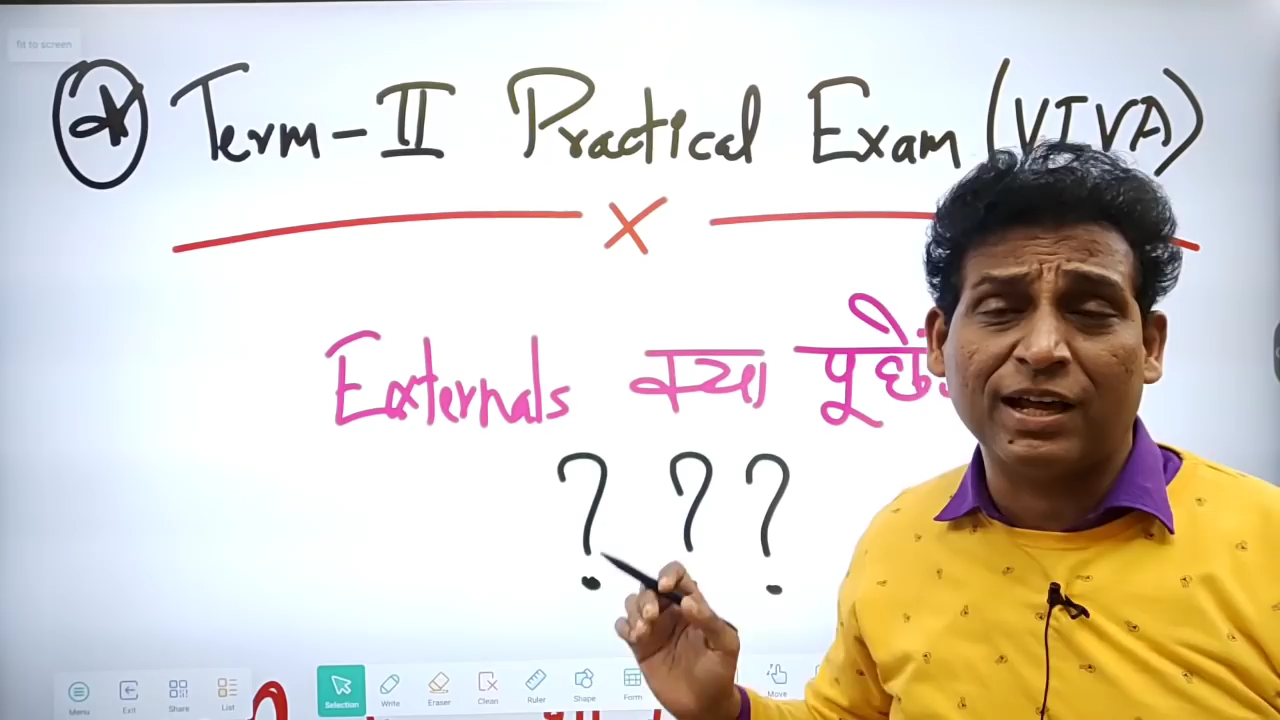 fit to screen
Term-II Practical Exam (VIVA)
Externals क्या
? ? ?
Menu Exit Share List Selection Write Eraser Clean Ruler Shape Form Move